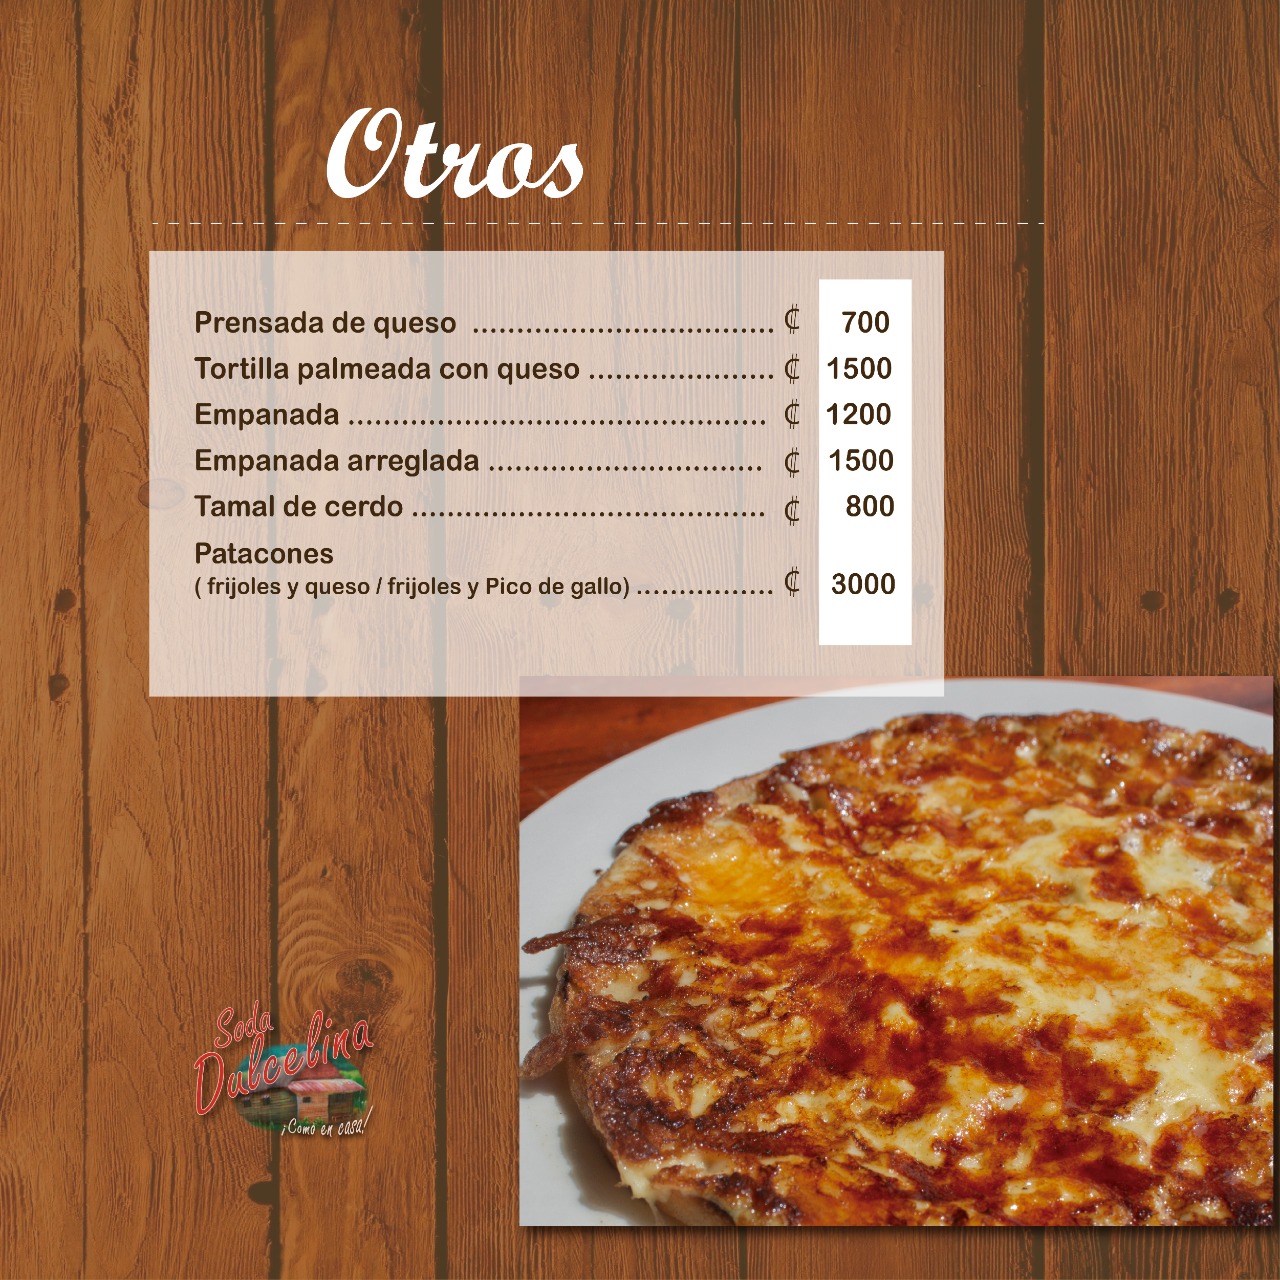 Otros
Prensada de queso .................................. ₡ 700
Tortilla palmeada con queso ..................... ₡ 1500
Empanada ............................................... ₡ 1200
Empanada arreglada ............................... ₡ 1500
Tamal de cerdo ........................................ ₡ 800
Patacones
( frijoles y queso / frijoles y Pico de gallo) ................ ₡ 3000
Soda
Dulcelina
¡Como en casa!